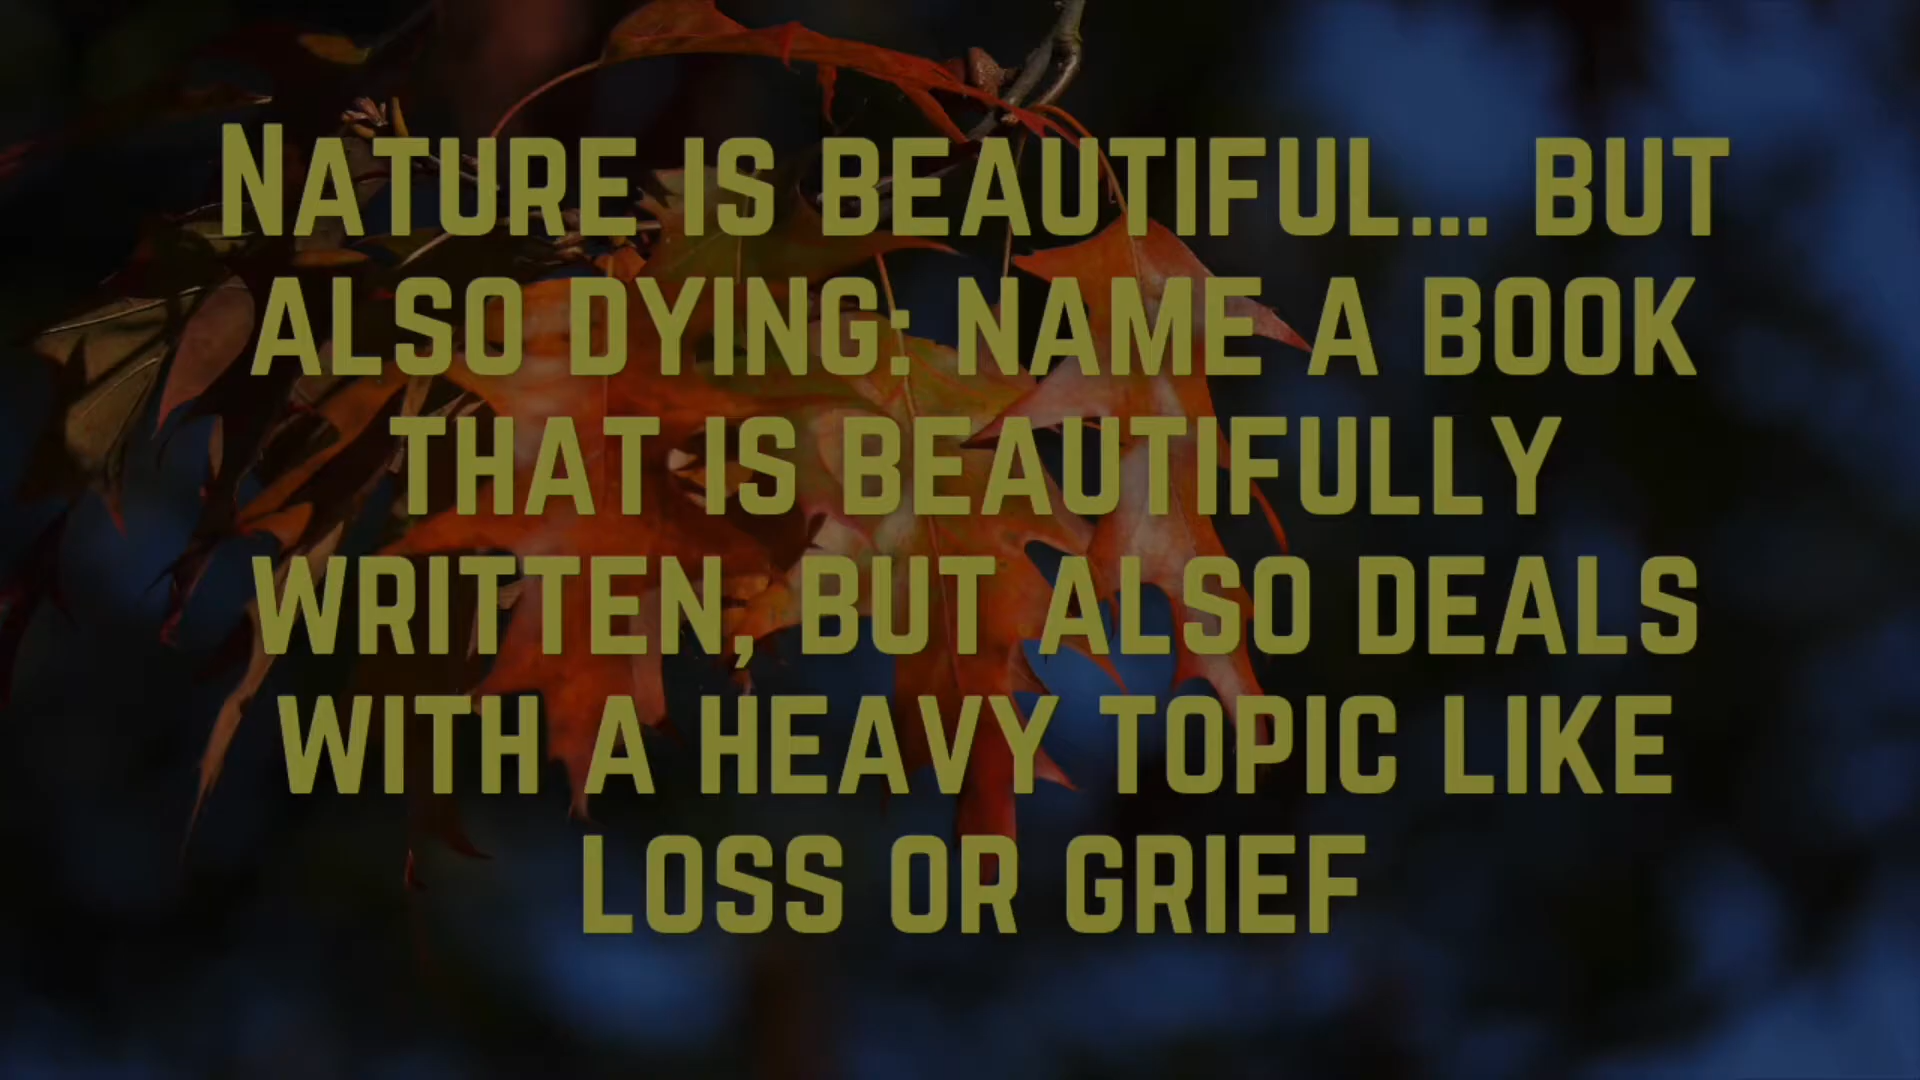 Nature is beautiful... but
also dying: name a book
that is beautifully
written, but also deals
with a heavy topic like
loss or grief